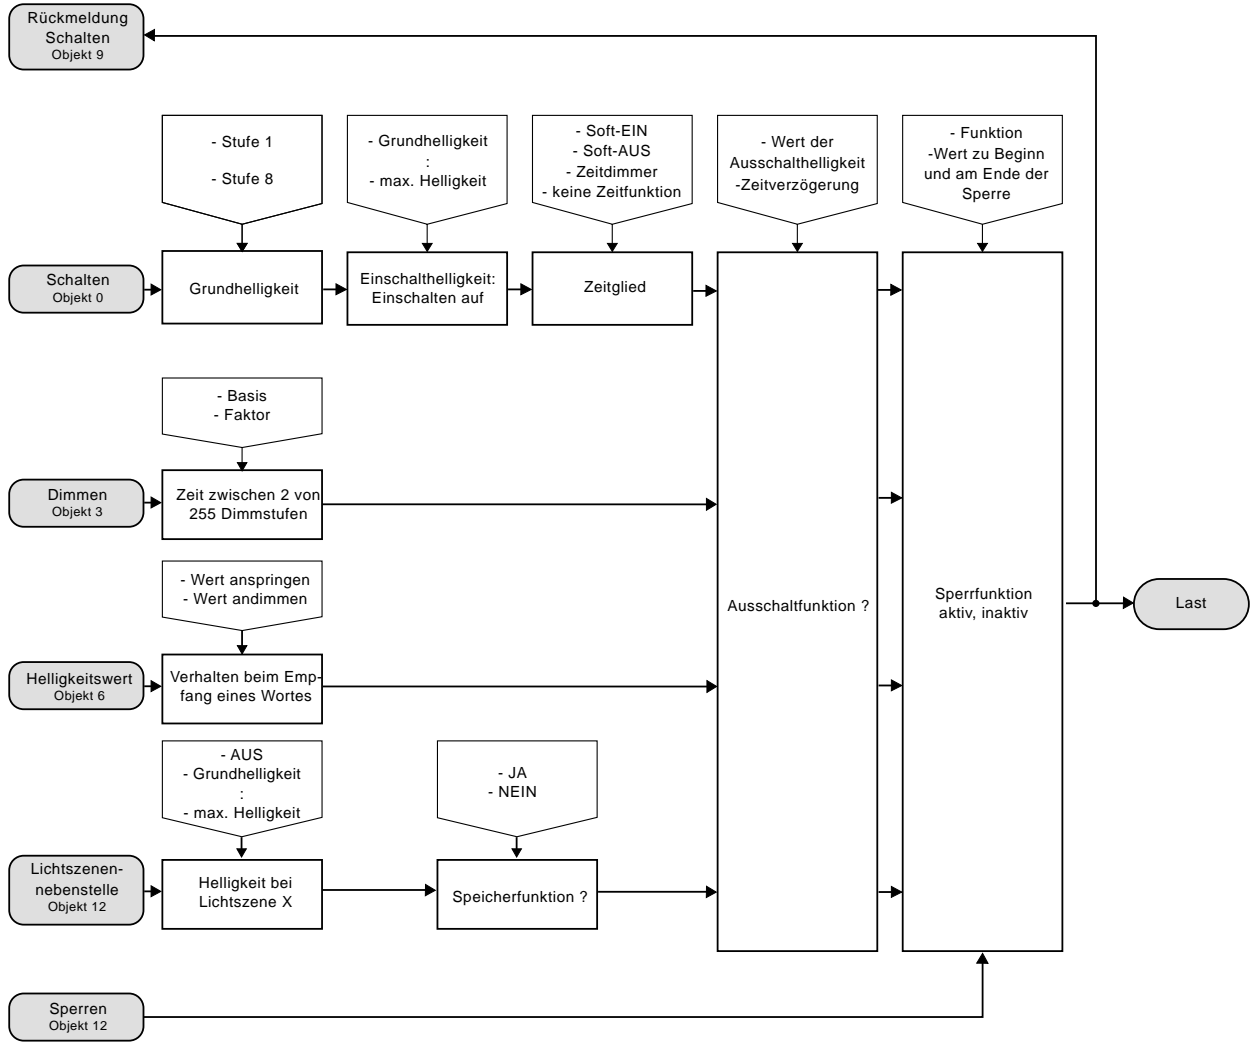 Rückmeldung
Schalten
Objekt 9
- Stufe 1
- Stufe 8
- Grundhelligkeit
:
- max. Helligkeit
- Soft-EIN
- Soft-AUS
- Zeitdimmer
- keine Zeitfunktion
- Wert der
Ausschalthelligkeit
-Zeitverzögerung
- Funktion
-Wert zu Beginn
und am Ende der
Sperre
Schalten
Objekt 0
Grundhelligkeit
Einschalthelligkeit:
Einschalten auf
Zeitglied
- Basis
- Faktor
Dimmen
Objekt 3
Zeit zwischen 2 von
255 Dimmstufen
- Wert anspringen
- Wert andimmen
Ausschaltfunktion ?
Sperrfunktion
aktiv, inaktiv
Last
Helligkeitswert
Objekt 6
Verhalten beim Emp-
fang eines Wortes
- AUS
- Grundhelligkeit
:
- max. Helligkeit
- JA
- NEIN
Lichtszenen-
nebenstelle
Objekt 12
Helligkeit bei
Lichtszene X
Speicherfunktion ?
Sperren
Objekt 12